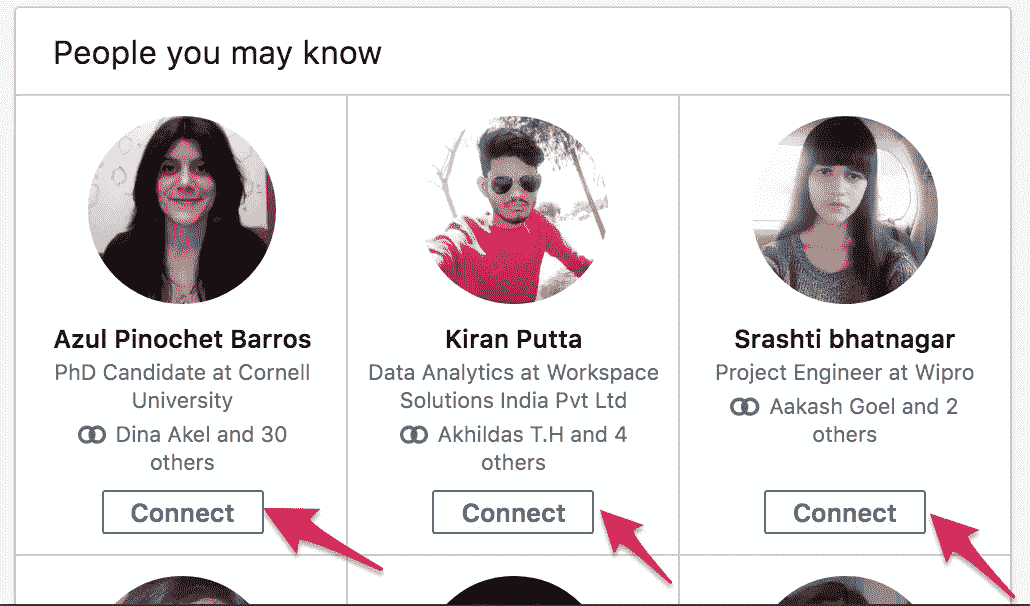 People you may know
Azul Pinochet Barros
PhD Candidate at Cornell
University
Dina Akel and 30
others
Connect
Kiran Putta
Data Analytics at Workspace
Solutions India Pvt Ltd
Akhildas T.H and 4
others
Connect
Srashti bhatnagar
Project Engineer at Wipro
Aakash Goel and 2
others
Connect